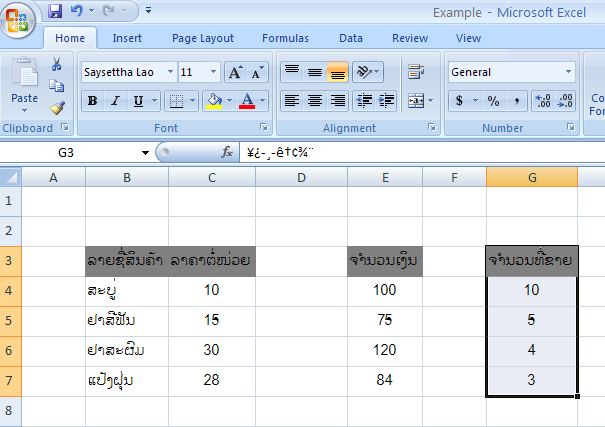 Example - Microsoft Excel
Home Insert Page Layout Formulas Data Review View
Paste
Saysettha Lao 11 A A
B I U A
General
$ % , .00 .0 .00
Clipboard Font Alignment Number
G3 fx
A B C D E F G
1
2
3 ລາຍຊື່ສິນຄ້າ ລາຄາຕໍ່ໜ່ວຍ ຈຳນວນເງິນ ຈຳນວນທີ່ຂາຍ
4 ສະບູ່ 10 100 10
5 ຢາສີຟັນ 15 75 5
6 ຢາສະຜົມ 30 120 4
7 ແປ້ງຝຸ່ນ 28 84 3
8